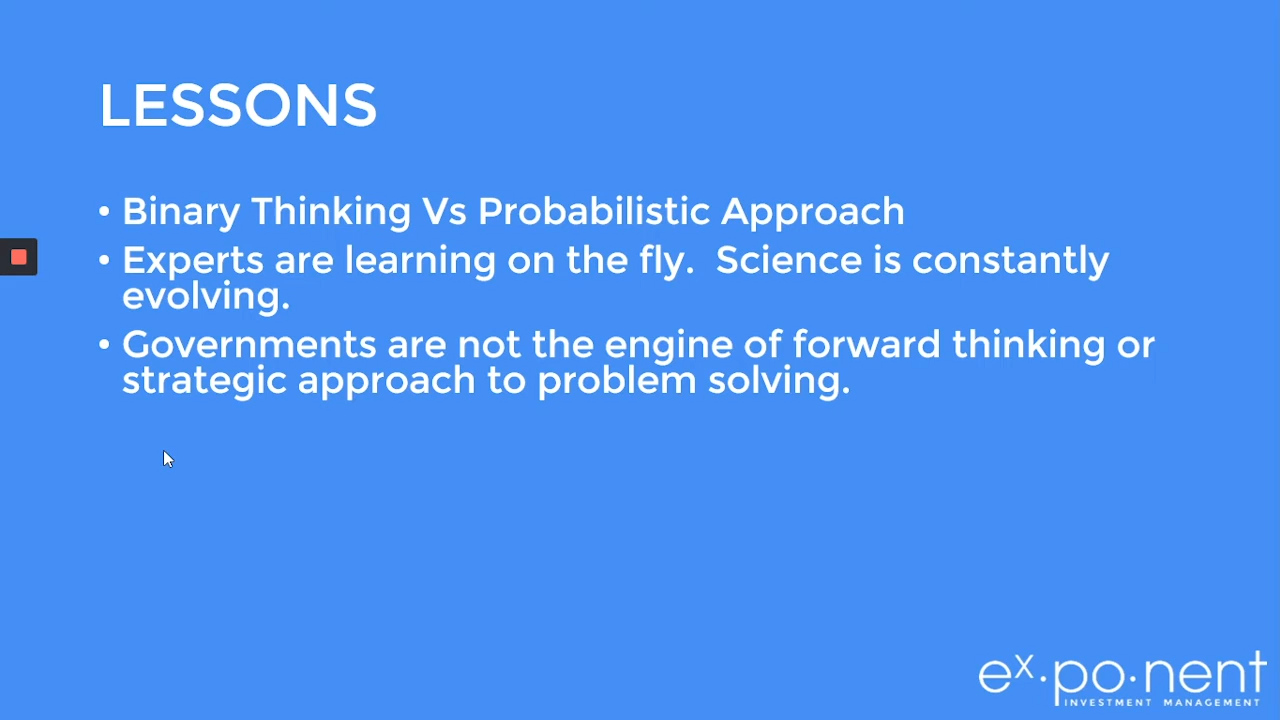 LESSONS
• Binary Thinking Vs Probabilistic Approach
• Experts are learning on the fly.  Science is constantly
evolving.
• Governments are not the engine of forward thinking or
strategic approach to problem solving.
eˣ·po·nent
INVESTMENT MANAGEMENT